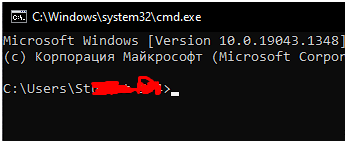 C:\Windows\system32\cmd.exe
Microsoft Windows [Version 10.0.19043.1348]
(c) Корпорация Майкрософт (Microsoft Corpor
C:\Users\St >